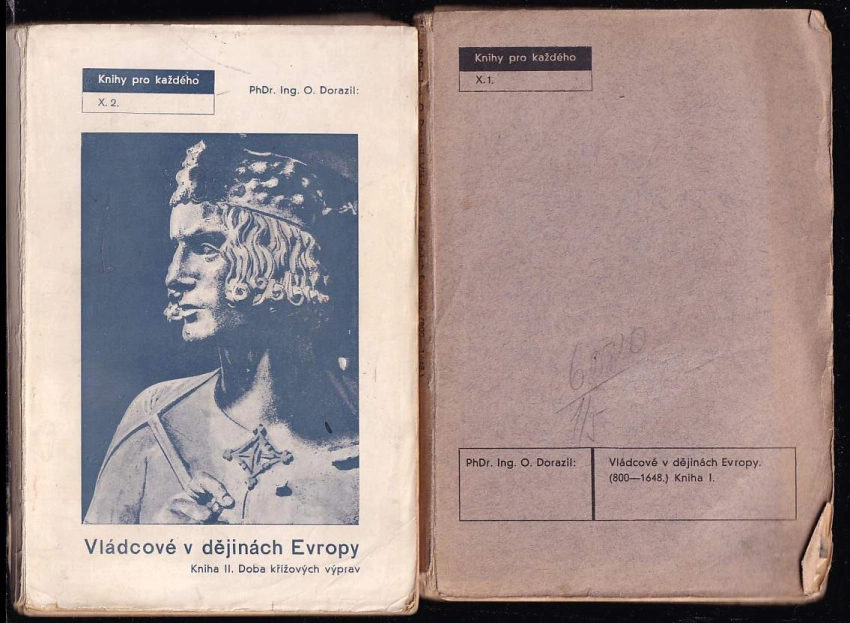 Knihy pro každého
X. 2.
PhDr. Ing. O. Dorazil:
Vládcové v dějinách Evropy
Kniha II. Doba křížových výprav
Knihy pro každého
X.1.
PhDr. Ing. O. Dorazil:
Vládcové v dějinách Evropy.
(800—1648.) Kniha I.